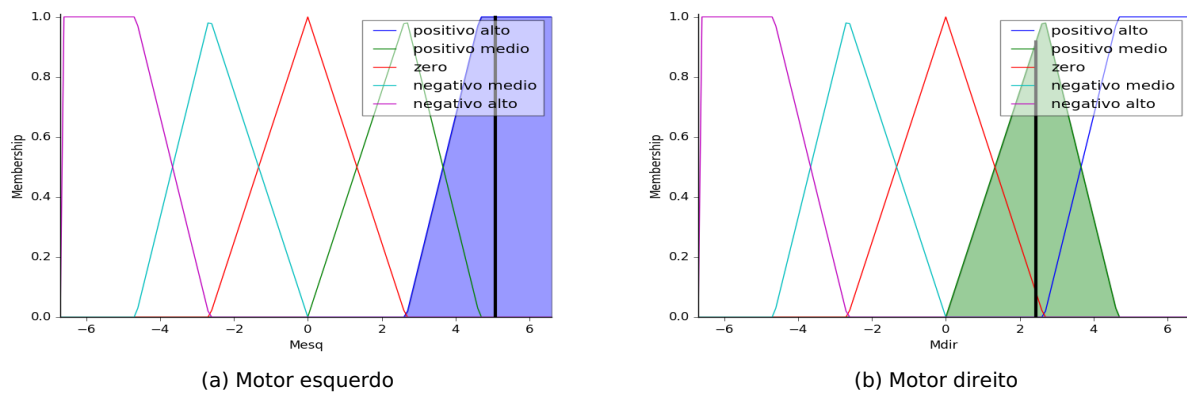 1.0
0.8
0.6
0.4
0.2
0.0
Membership
−6
−4
−2
0
2
4
6
Mesq
positivo alto
positivo medio
zero
negativo medio
negativo alto
(a) Motor esquerdo
1.0
0.8
0.6
0.4
0.2
0.0
Membership
−6
−4
−2
0
2
4
6
Mdir
positivo alto
positivo medio
zero
negativo medio
negativo alto
(b) Motor direito